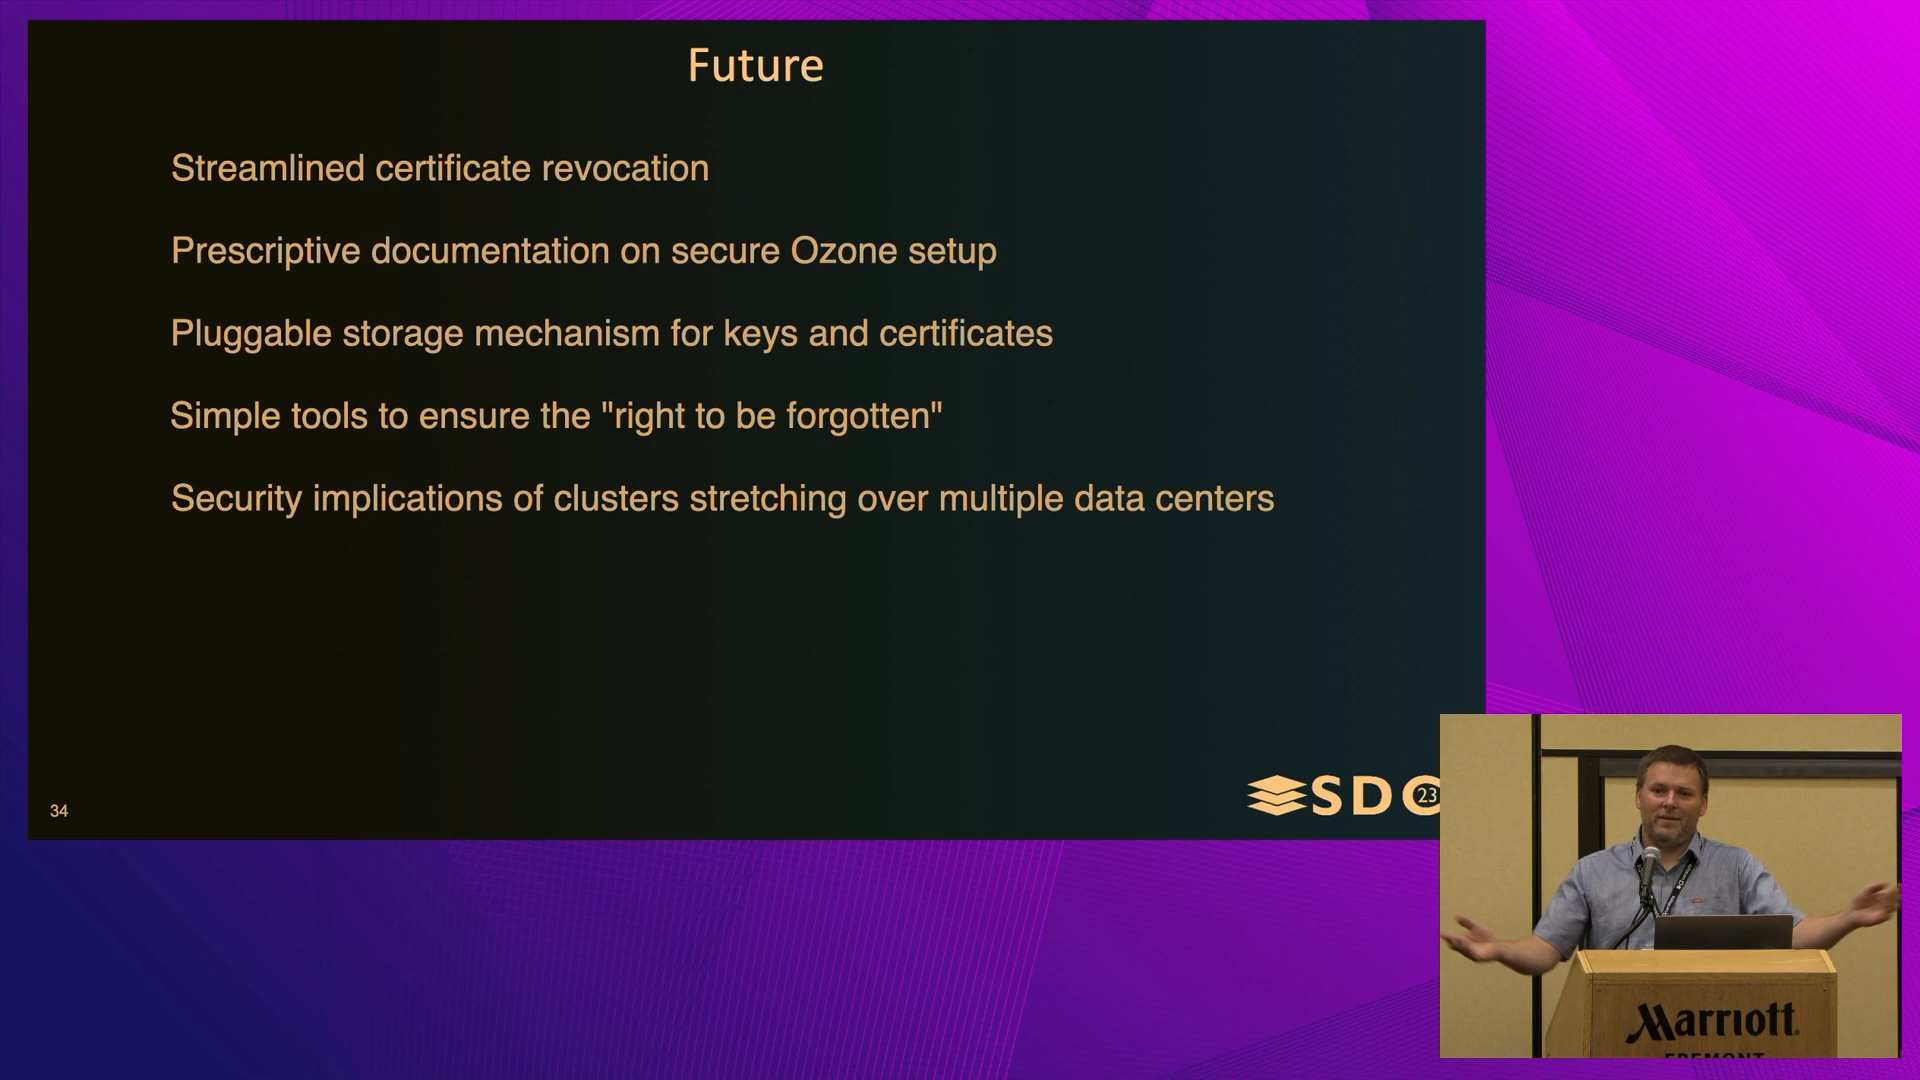 Future
Streamlined certificate revocation
Prescriptive documentation on secure Ozone setup
Pluggable storage mechanism for keys and certificates
Simple tools to ensure the "right to be forgotten"
Security implications of clusters stretching over multiple data centers
34
SDC
23
Marriott
FREMONT